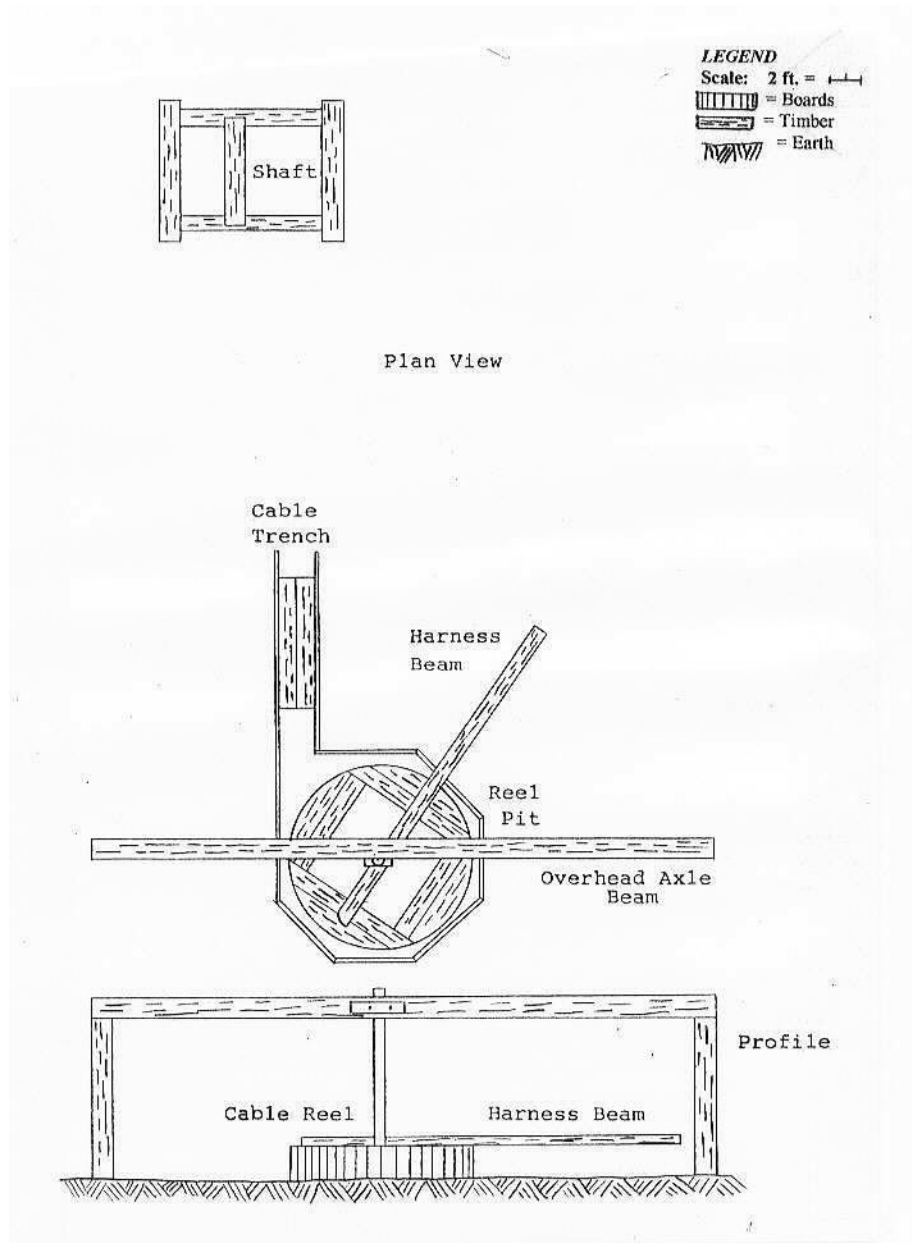 LEGEND
Scale: 2 ft. =
= Boards
= Timber
= Earth
Shaft
Plan View
Cable
Trench
Harness
Beam
Reel
Pit
Overhead Axle
Beam
Profile
Cable Reel
Harness Beam